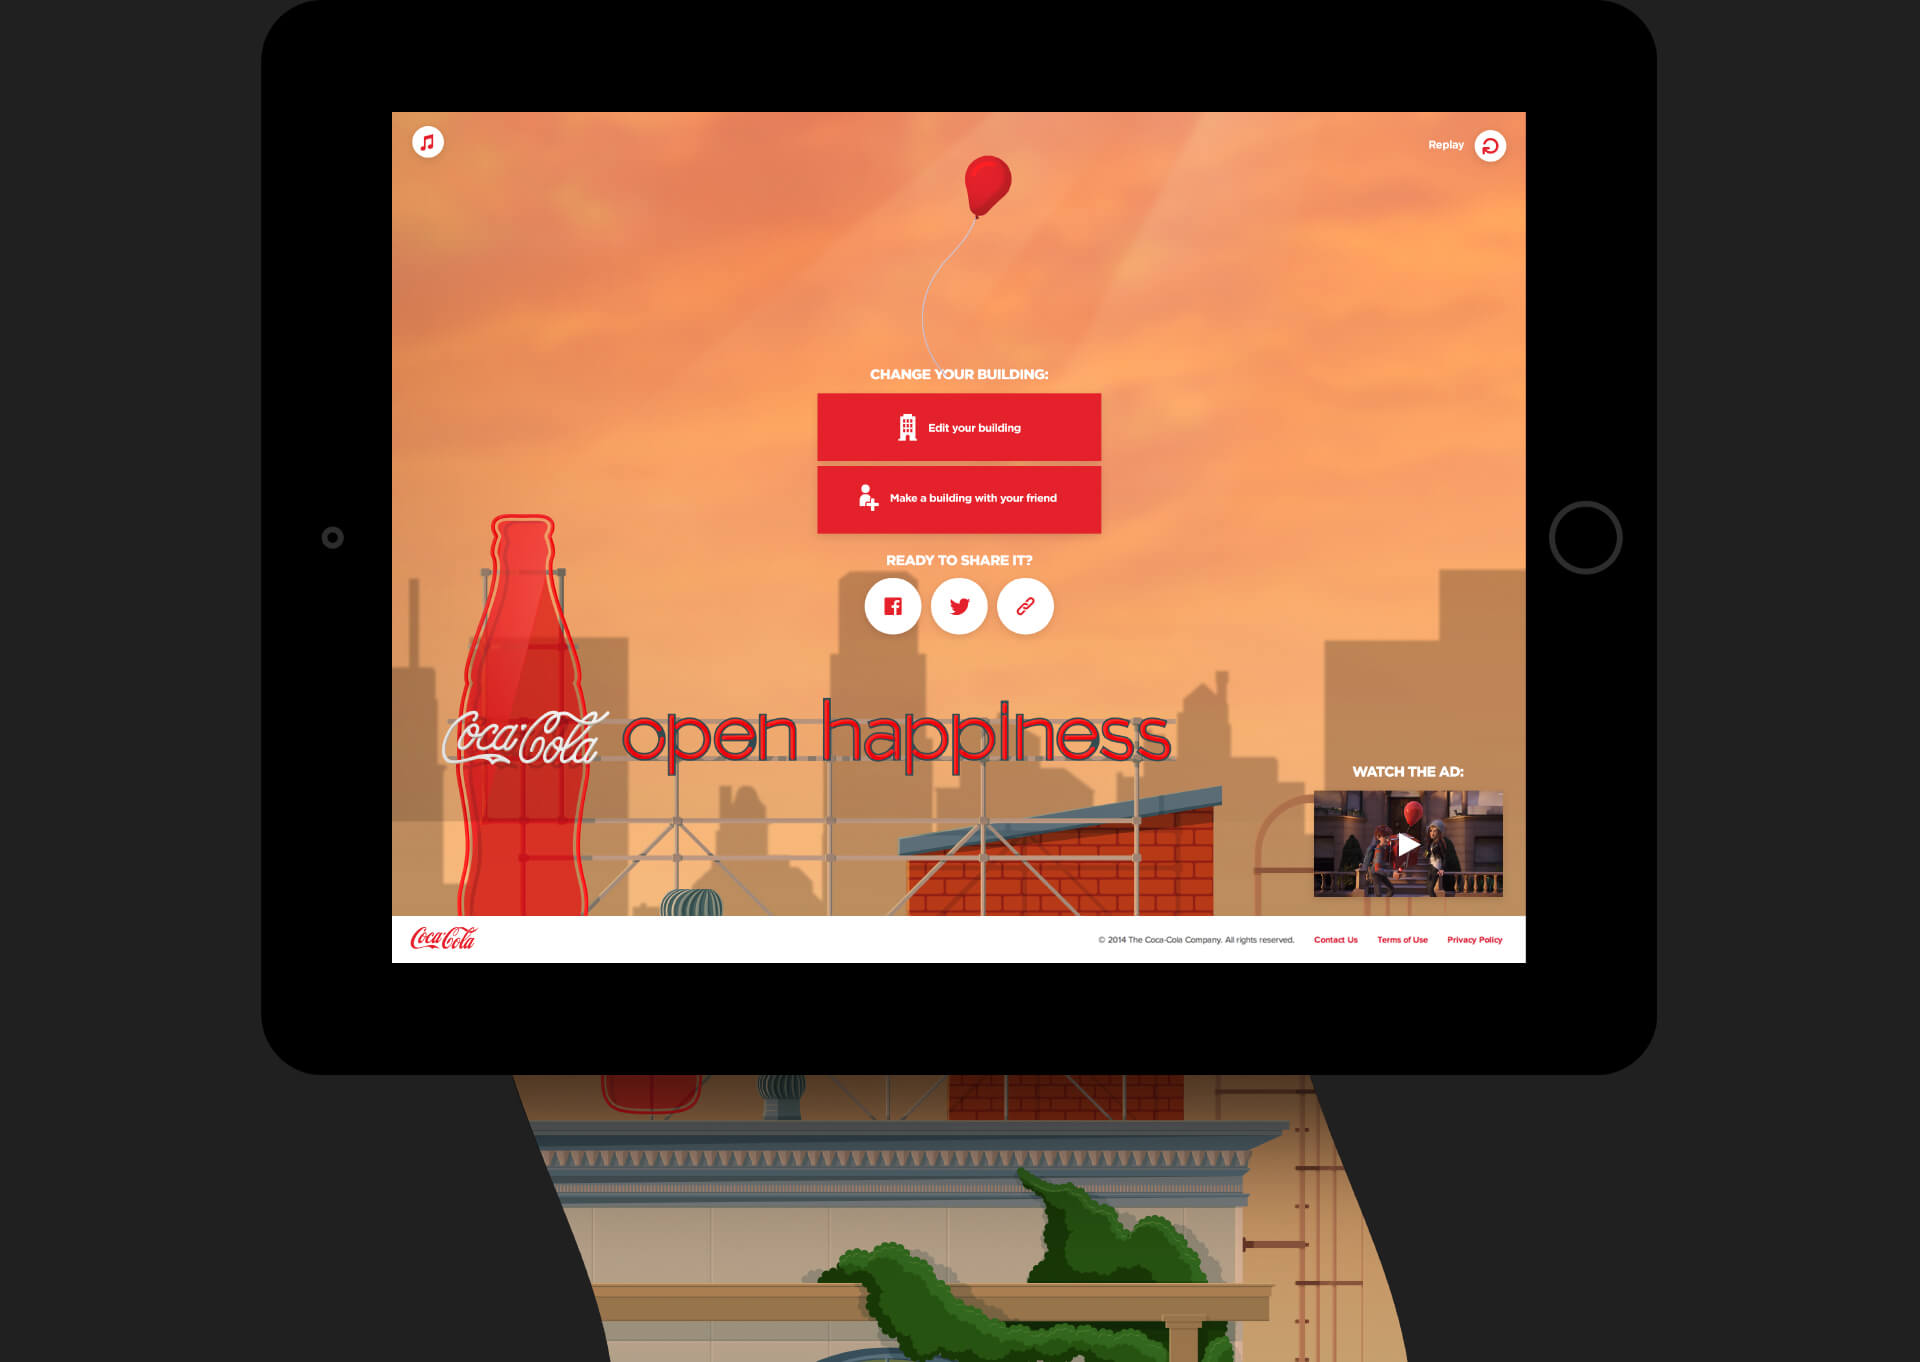 Replay
CHANGE YOUR BUILDING:
Edit your building
Make a building with your friend
READY TO SHARE IT?
Coca-Cola open happiness
WATCH THE AD:
Coca-Cola
© 2014 The Coca-Cola Company. All rights reserved. Contact Us Terms of Use Privacy Policy